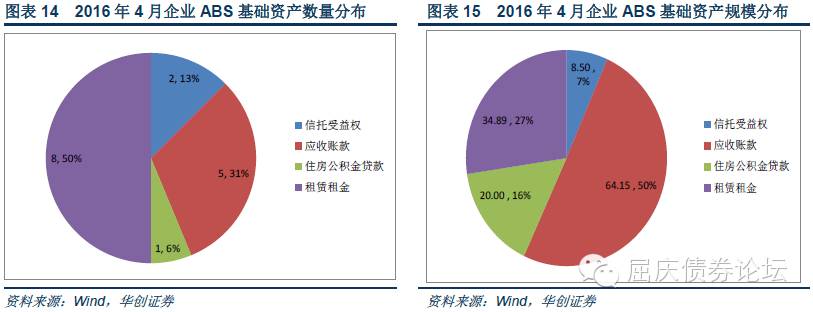 图表 14 2016 年 4 月企业 ABS 基础资产数量分布
2, 13%
5, 31%
1, 6%
8, 50%
信托受益权
应收账款
住房公积金贷款
租赁租金
资料来源：Wind，华创证券
图表 15 2016 年 4 月企业 ABS 基础资产规模分布
8.50 ,
7%
64.15 , 50%
20.00 , 16%
34.89 , 27%
信托受益权
应收账款
住房公积金贷款
租赁租金
屈庆债券论坛
资料来源：Wind，华创证券